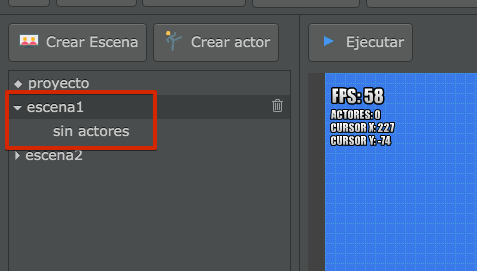 Crear Escena
Crear actor
Ejecutar
proyecto
escena1
sin actores
escena2
FPS: 58
ACTORES: 0
CURSOR X: 227
CURSOR Y: -74